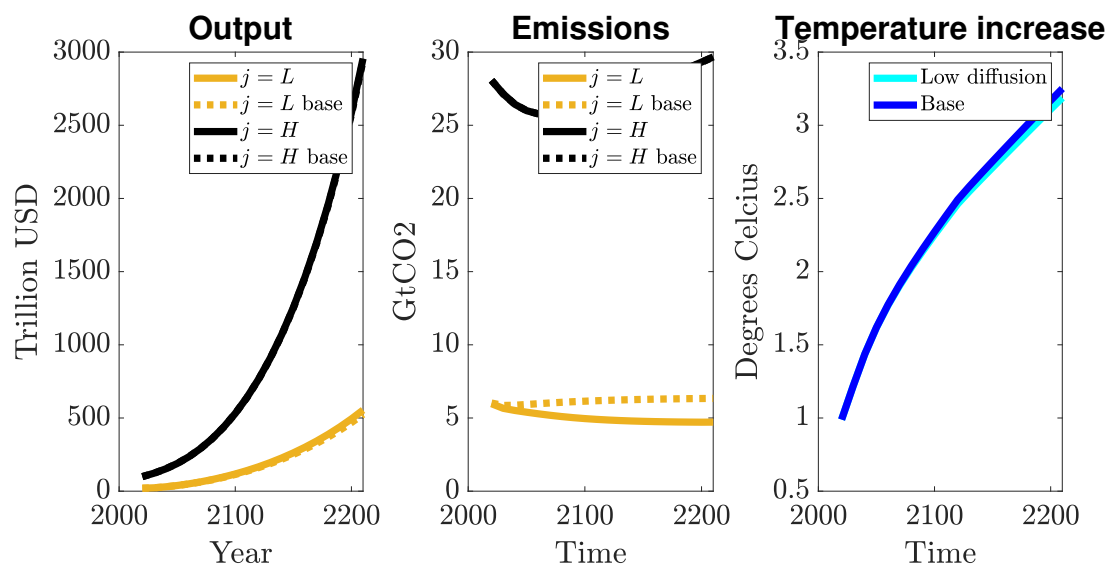 Output
Trillion USD
3000
2500
2000
1500
1000
500
0
j = L
j = L base
j = H
j = H base
2000
2100
2200
Year
Emissions
GtCO2
30
25
20
15
10
5
0
j = L
j = L base
j = H
j = H base
2000
2100
2200
Time
Temperature increase
Degrees Celcius
3.5
3
2.5
2
1.5
1
0.5
Low diffusion
Base
2000
2100
2200
Time